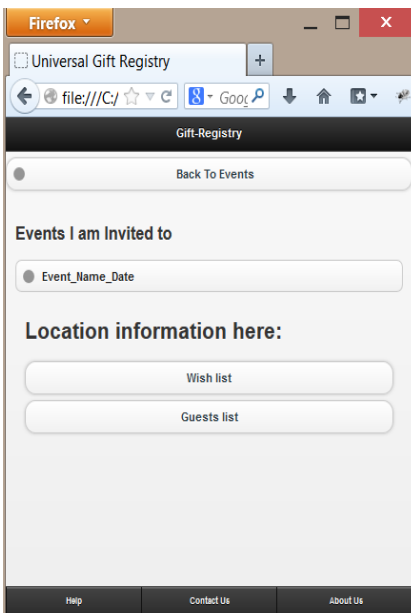 Firefox
Universal Gift Registry
file:///C:/
Goog
Gift-Registry
Back To Events
Events I am Invited to
Event_Name_Date
Location information here:
Wish list
Guests list
Help
Contact Us
About Us